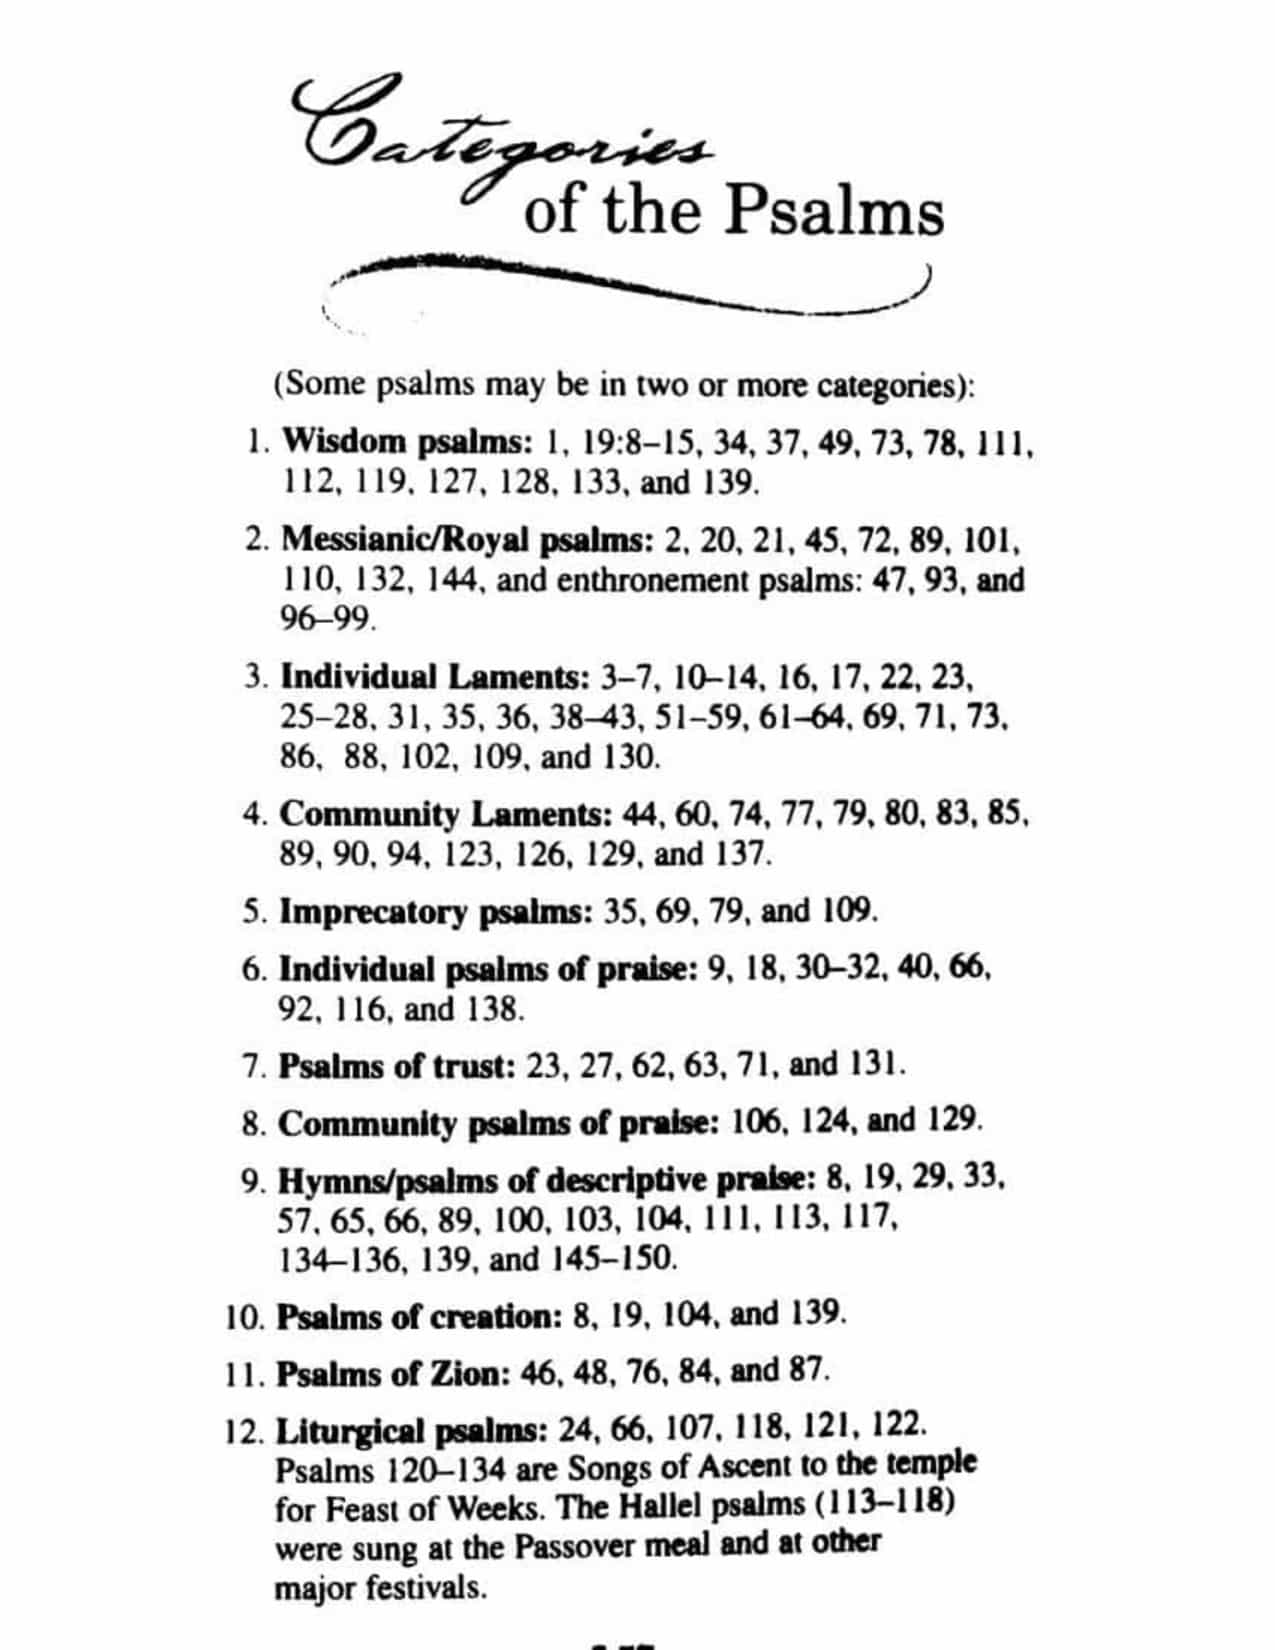 Categories
of the Psalms
(Some psalms may be in two or more categories):
1. Wisdom psalms: 1, 19:8–15, 34, 37, 49, 73, 78, 111,
112, 119, 127, 128, 133, and 139.
2. Messianic/Royal psalms: 2, 20, 21, 45, 72, 89, 101,
110, 132, 144, and enthronement psalms: 47, 93, and
96–99.
3. Individual Laments: 3–7, 10–14, 16, 17, 22, 23,
25–28, 31, 35, 36, 38–43, 51–59, 61–64, 69, 71, 73,
86, 88, 102, 109, and 130.
4. Community Laments: 44, 60, 74, 77, 79, 80, 83, 85,
89, 90, 94, 123, 126, 129, and 137.
5. Imprecatory psalms: 35, 69, 79, and 109.
6. Individual psalms of praise: 9, 18, 30–32, 40, 66,
92, 116, and 138.
7. Psalms of trust: 23, 27, 62, 63, 71, and 131.
8. Community psalms of praise: 106, 124, and 129.
9. Hymns/psalms of descriptive praise: 8, 19, 29, 33,
57, 65, 66, 89, 100, 103, 104, 111, 113, 117,
134–136, 139, and 145–150.
10. Psalms of creation: 8, 19, 104, and 139.
11. Psalms of Zion: 46, 48, 76, 84, and 87.
12. Liturgical psalms: 24, 66, 107, 118, 121, 122.
Psalms 120–134 are Songs of Ascent to the temple
for Feast of Weeks. The Hallel psalms (113–118)
were sung at the Passover meal and at other
major festivals.